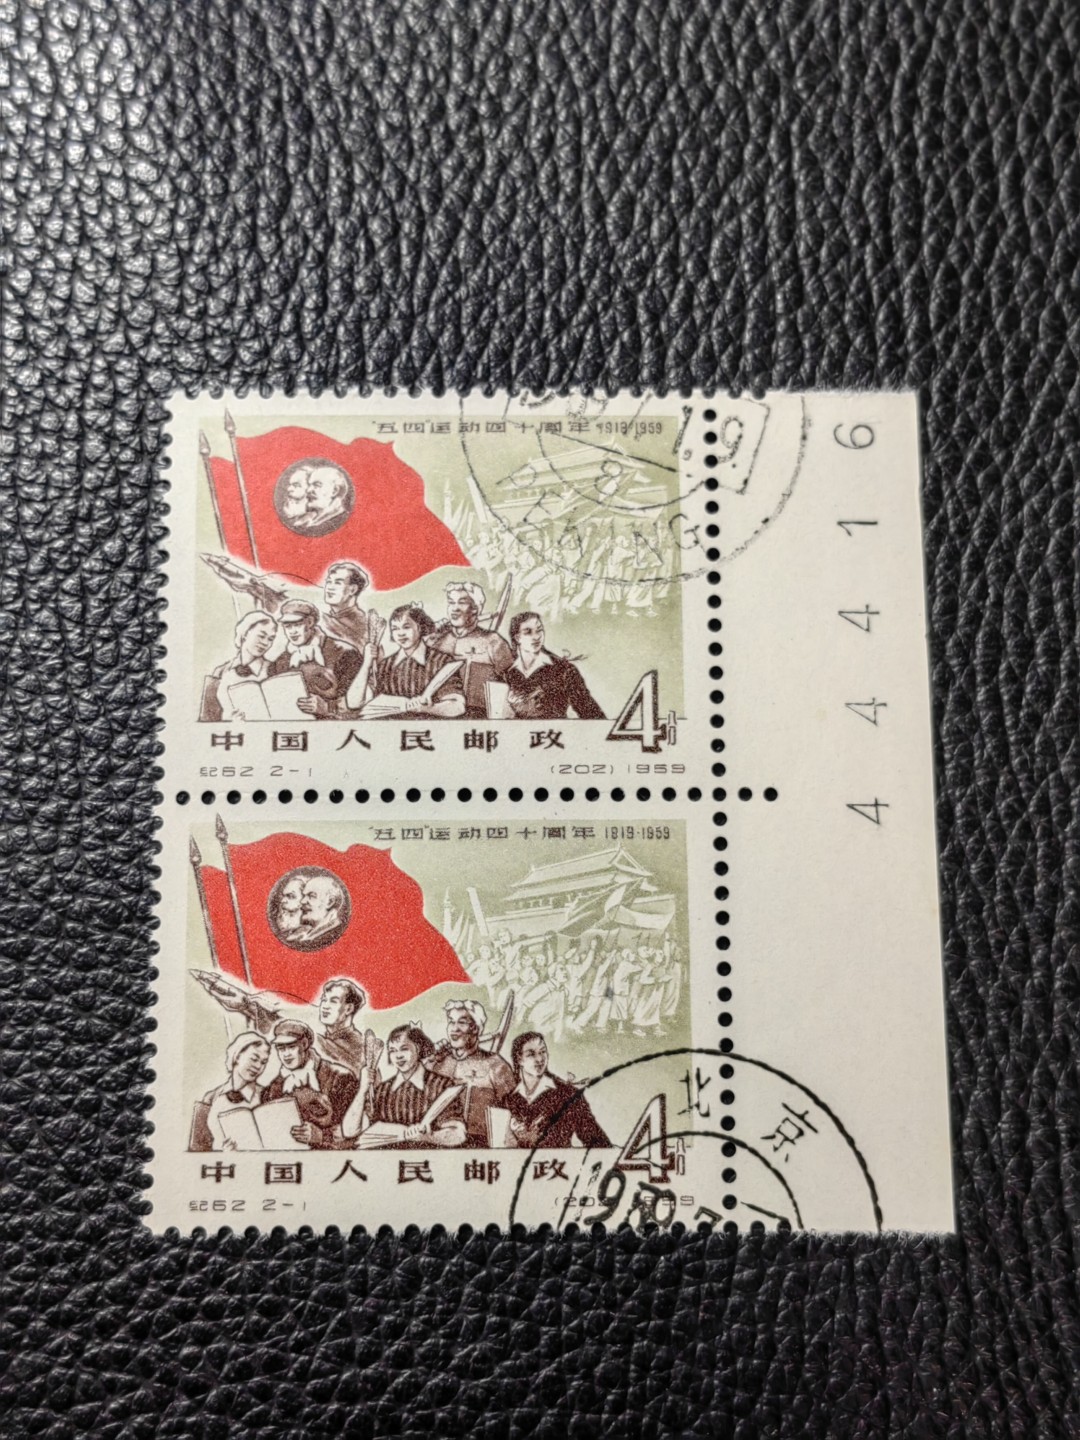 "五四"运动四十周年 1919-1959
4分
中国人民邮政
纪62 2-1 (202) 1959
PEKING
"五四"运动四十周年 1919-1959
4分
中国人民邮政
纪62 2-1
北京
444416